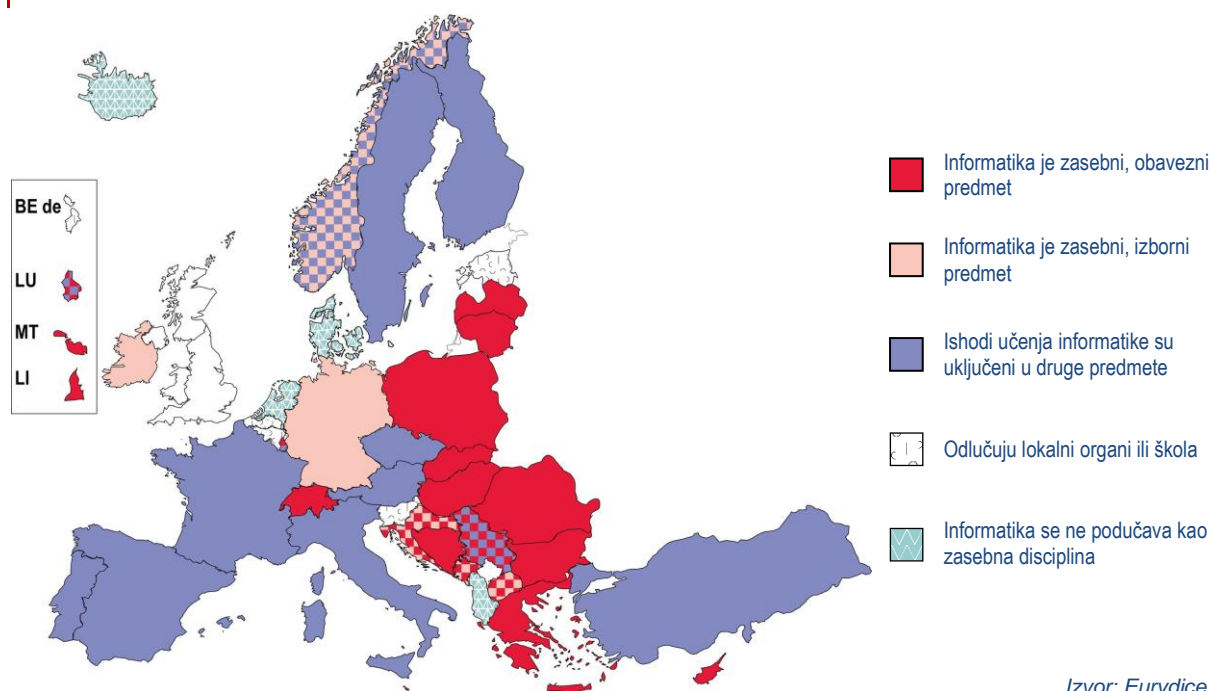 BE de
LU
MT
LI
Informatika je zasebni, obavezni
predmet
Informatika je zasebni, izborni
predmet
Ishodi učenja informatike su
uključeni u druge predmete
Odlučuju lokalni organi ili škola
Informatika se ne podučava kao
zasebna disciplina
Izvor: Eurydice